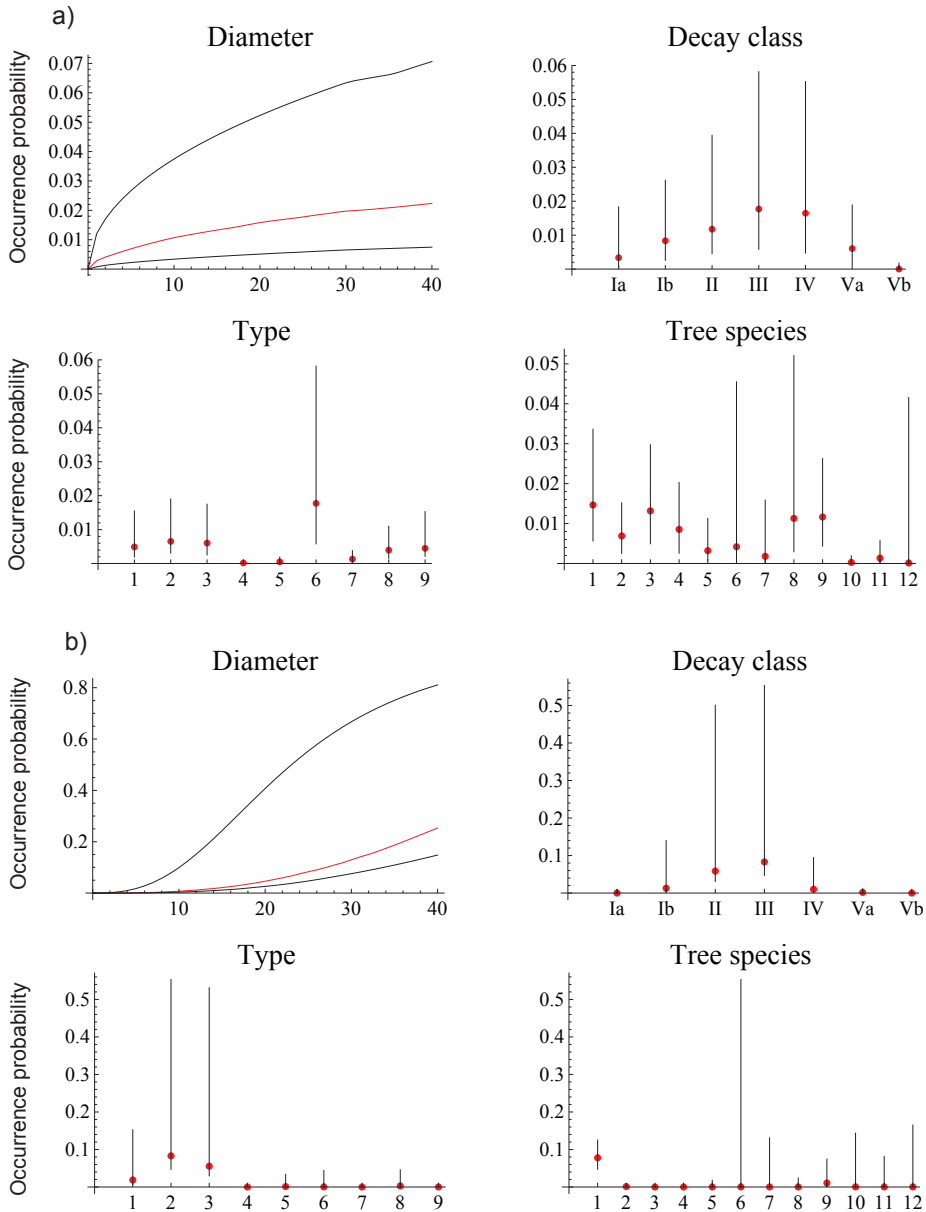 a)
Diameter
Occurrence probability
0.07
0.06
0.05
0.04
0.03
0.02
0.01
10 20 30 40
Decay class
0.06
0.05
0.04
0.03
0.02
0.01
Ia Ib II III IV Va Vb
Type
Occurrence probability
0.06
0.05
0.04
0.03
0.02
0.01
1 2 3 4 5 6 7 8 9
Tree species
0.05
0.04
0.03
0.02
0.01
1 2 3 4 5 6 7 8 9 10 11 12
b)
Diameter
Occurrence probability
0.8
0.6
0.4
0.2
10 20 30 40
Decay class
0.5
0.4
0.3
0.2
0.1
Ia Ib II III IV Va Vb
Type
Occurrence probability
0.5
0.4
0.3
0.2
0.1
1 2 3 4 5 6 7 8 9
Tree species
0.5
0.4
0.3
0.2
0.1
1 2 3 4 5 6 7 8 9 10 11 12